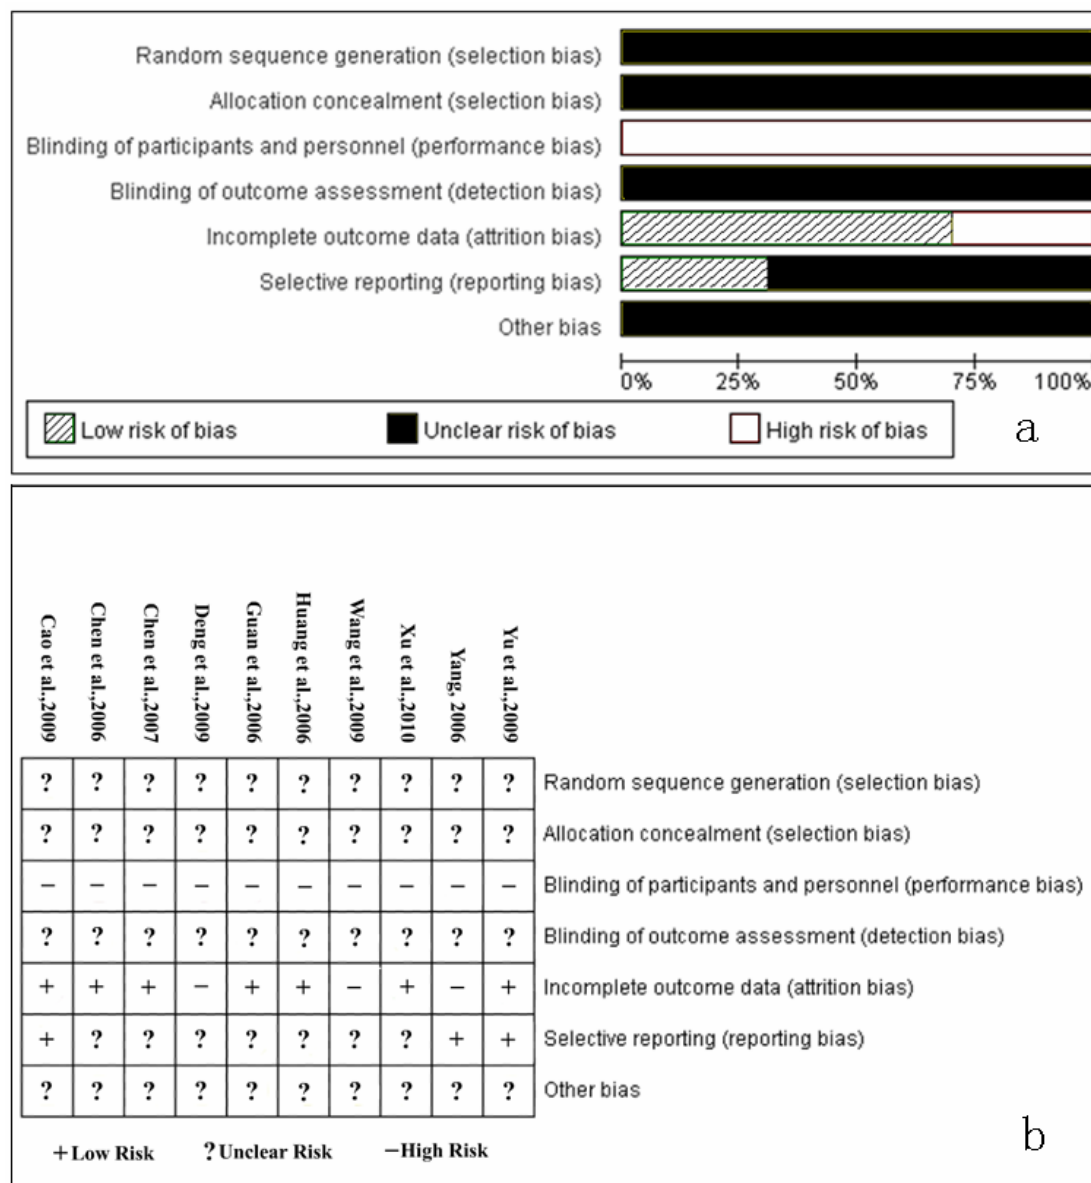 Random sequence generation (selection bias)
Allocation concealment (selection bias)
Blinding of participants and personnel (performance bias)
Blinding of outcome assessment (detection bias)
Incomplete outcome data (attrition bias)
Selective reporting (reporting bias)
Other bias
0% 25% 50% 75% 100%
Low risk of bias Unclear risk of bias High risk of bias
a
Cao et al.,2009
Chen et al.,2006
Chen et al.,2007
Deng et al.,2009
Guan et al.,2006
Huang et al.,2006
Wang et al.,2009
Xu et al.,2010
Yang, 2006
Yu et al.,2009
? ? ? ? ? ? ? ? ? ? Random sequence generation (selection bias)
? ? ? ? ? ? ? ? ? ? Allocation concealment (selection bias)
− − − − − − − − − − Blinding of participants and personnel (performance bias)
? ? ? ? ? ? ? ? ? ? Blinding of outcome assessment (detection bias)
+ + + − + + − + − + Incomplete outcome data (attrition bias)
+ ? ? ? ? ? ? ? + + Selective reporting (reporting bias)
? ? ? ? ? ? ? ? ? ? Other bias
+Low Risk ?Unclear Risk −High Risk
b